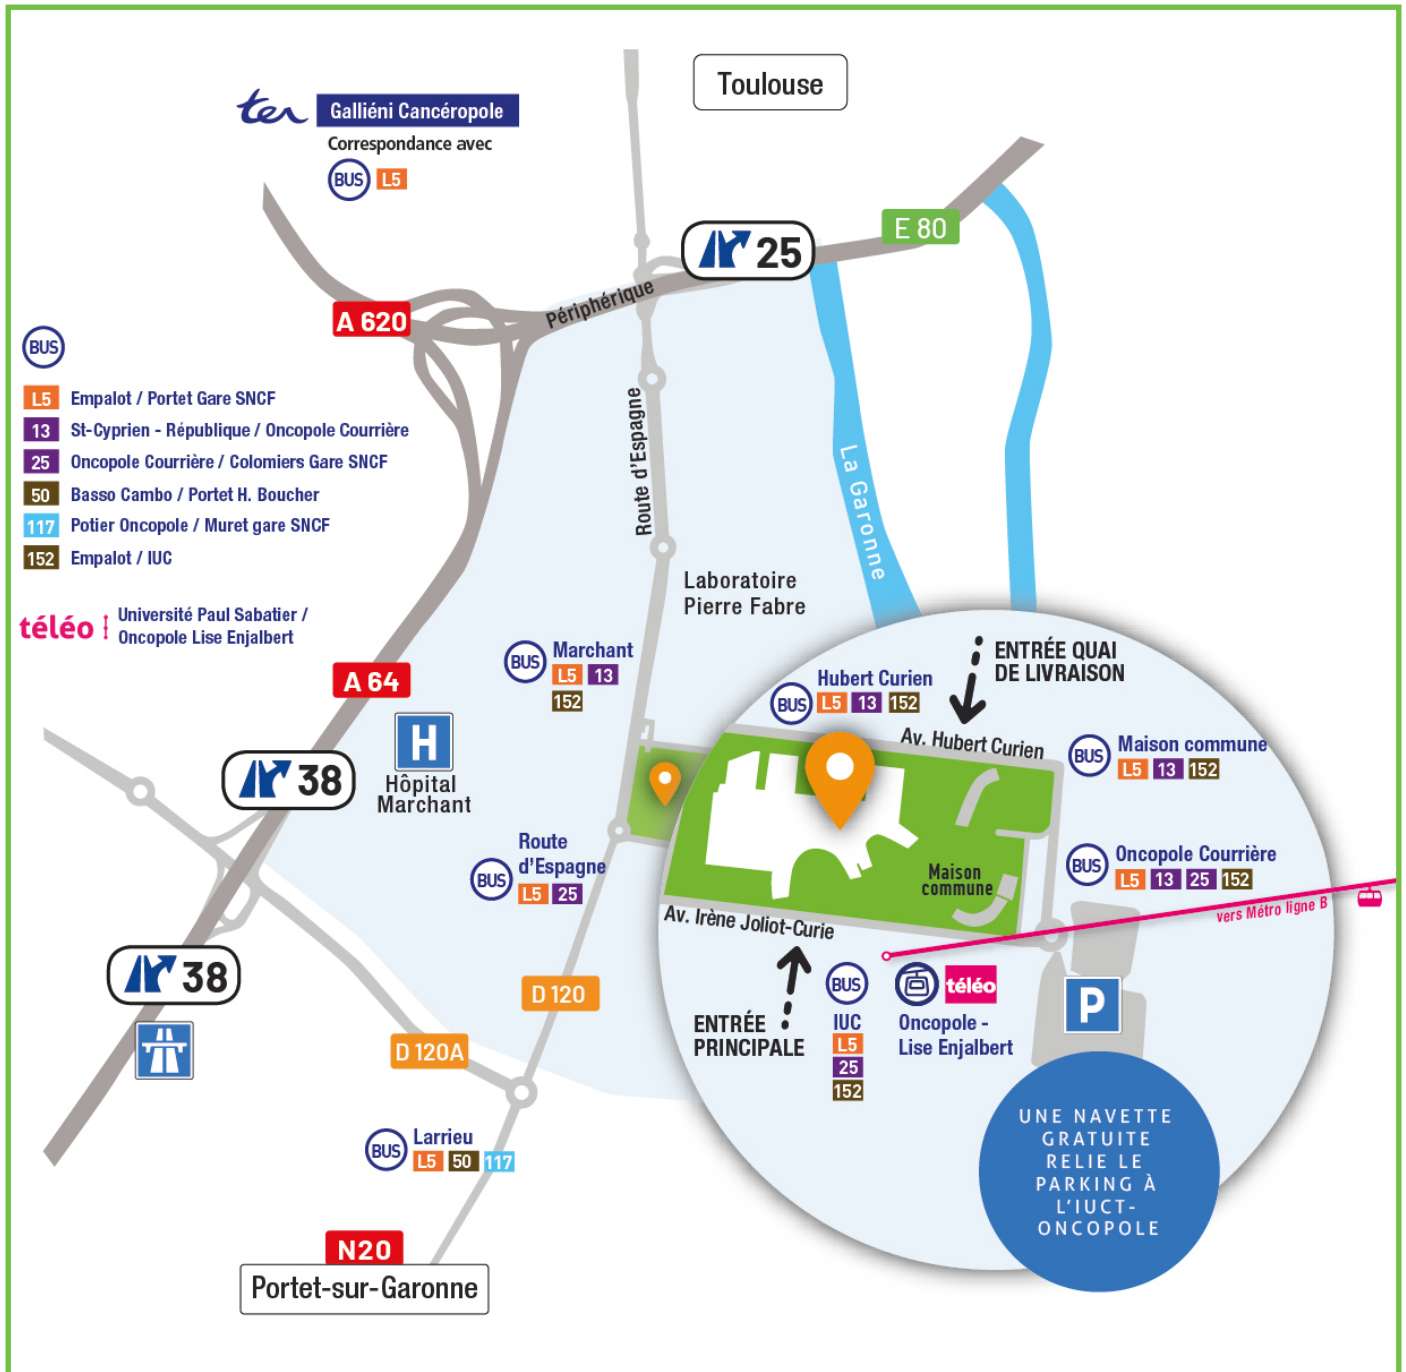 Toulouse
ter Galliéni Cancéropole
Correspondance avec
BUS L5
E 80
25
Périphérique
A 620
BUS
L5 Empalot / Portet Gare SNCF
13 St-Cyprien - République / Oncopole Courrière
25 Oncopole Courrière / Colomiers Gare SNCF
50 Basso Cambo / Portet H. Boucher
117 Potier Oncopole / Muret gare SNCF
152 Empalot / IUC
téléo Université Paul Sabatier /
Oncopole Lise Enjalbert
Route d'Espagne
La Garonne
Laboratoire
Pierre Fabre
BUS Marchant
L5 13
152
A 64
H
Hôpital
Marchant
38
ENTRÉE QUAI
DE LIVRAISON
BUS Hubert Curien
L5 13 152
Av. Hubert Curien
BUS Maison commune
L5 13 152
Route
d'Espagne
BUS
L5 25
Maison
commune
BUS Oncopole Courrière
L5 13 25 152
vers Métro ligne B
Av. Irène Joliot-Curie
38
D 120
ENTRÉE
PRINCIPALE
BUS
IUC
L5
25
152
téléo
Oncopole -
Lise Enjalbert
P
D 120A
BUS Larrieu
L5 50 117
UNE NAVETTE
GRATUITE
RELIE LE
PARKING À
L'IUCT-
ONCOPOLE
N20
Portet-sur-Garonne